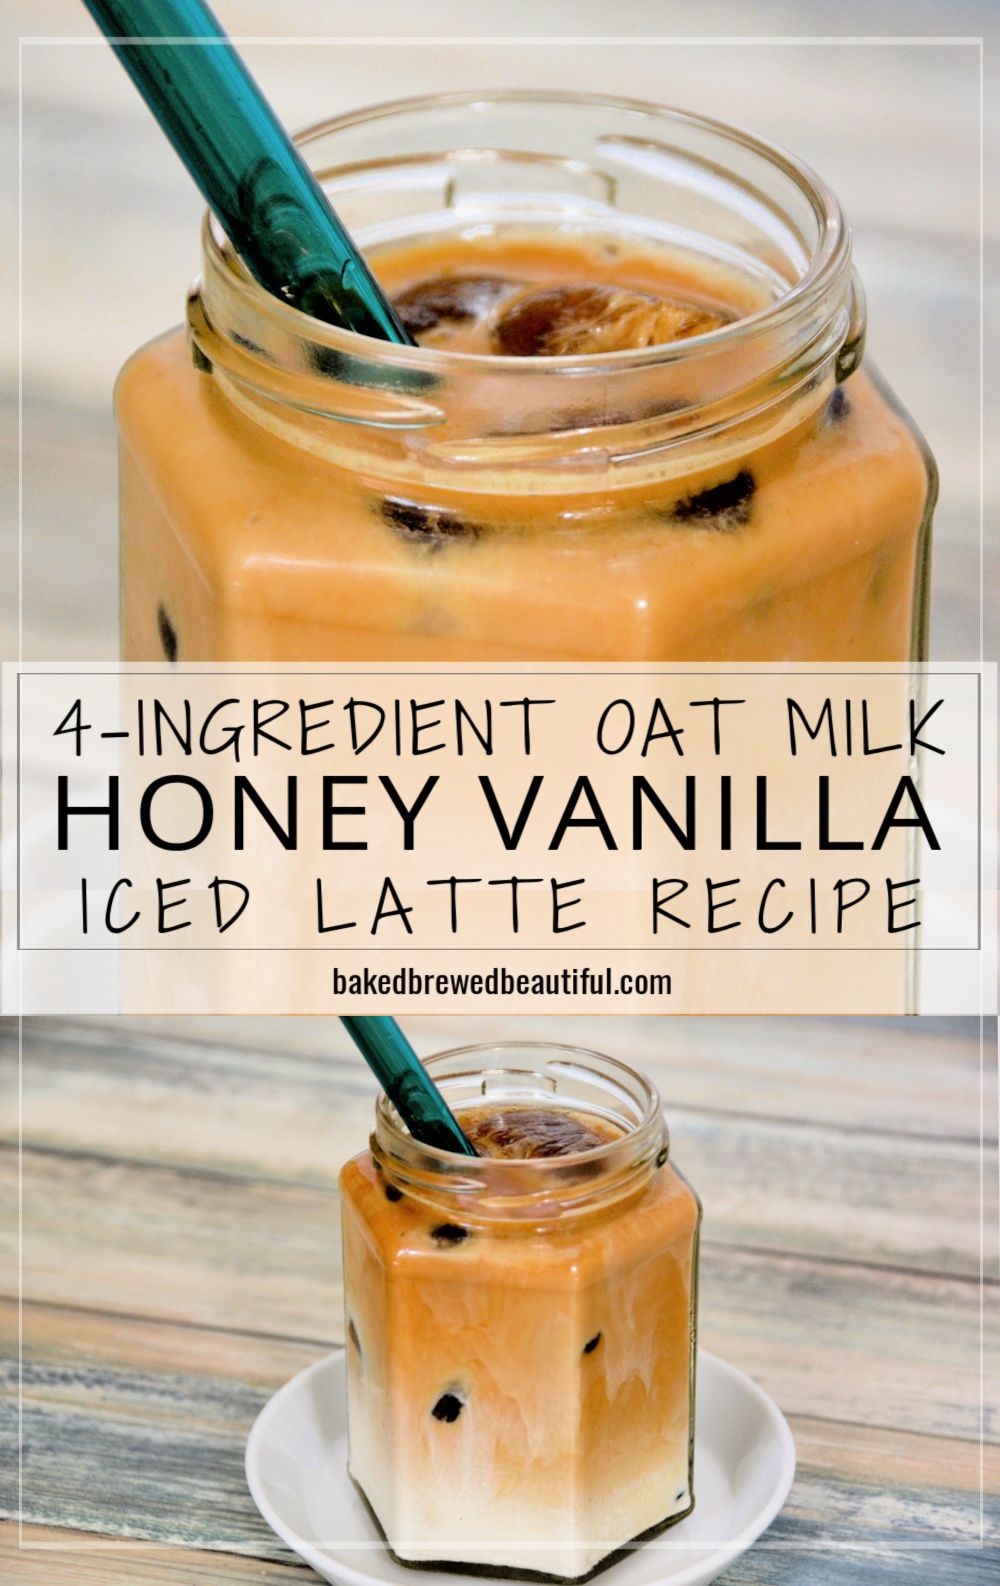 4-INGREDIENT OAT MILK
HONEY VANILLA
ICED LATTE RECIPE
bakedbrewedbeautiful.com